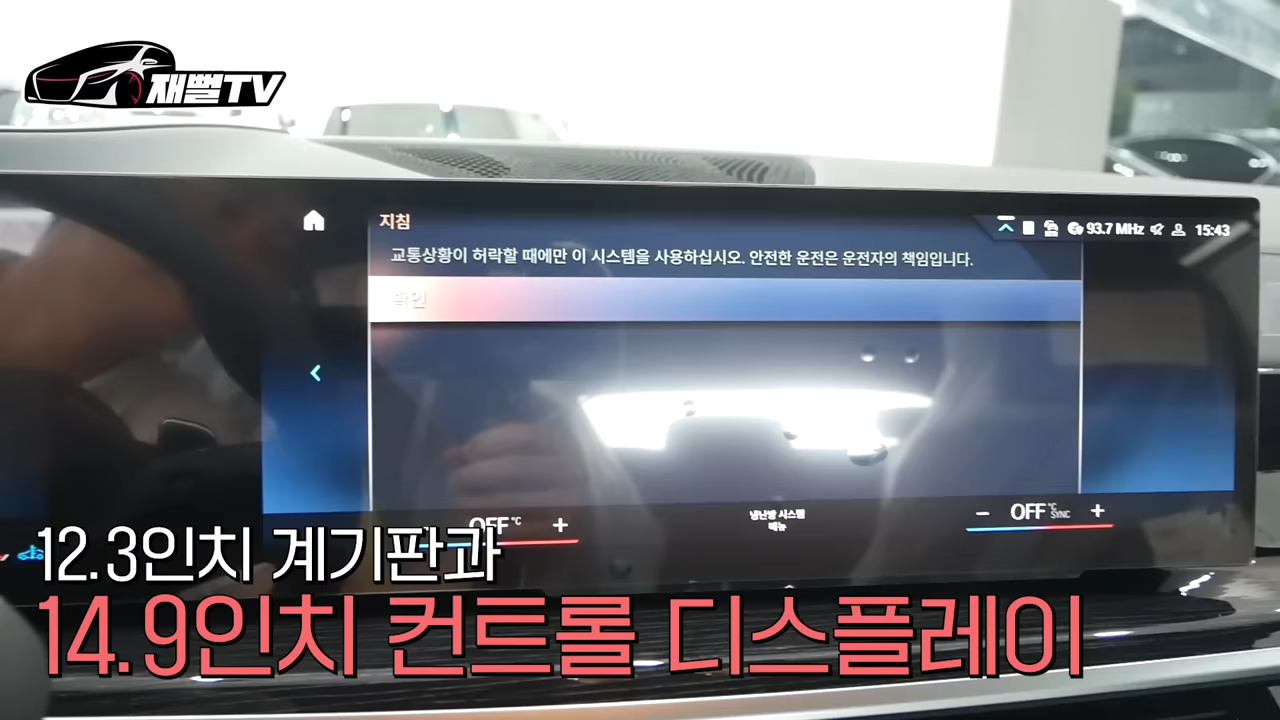 재뻘TV
지침
93.7 MHz 15:43
교통상황이 허락할 때에만 이 시스템을 사용하십시오. 안전한 운전은 운전자의 책임입니다.
확인
OFF °C +
냉난방 시스템
메뉴
− OFF °C SYNC +
12.3인치 계기판과
14.9인치 컨트롤 디스플레이